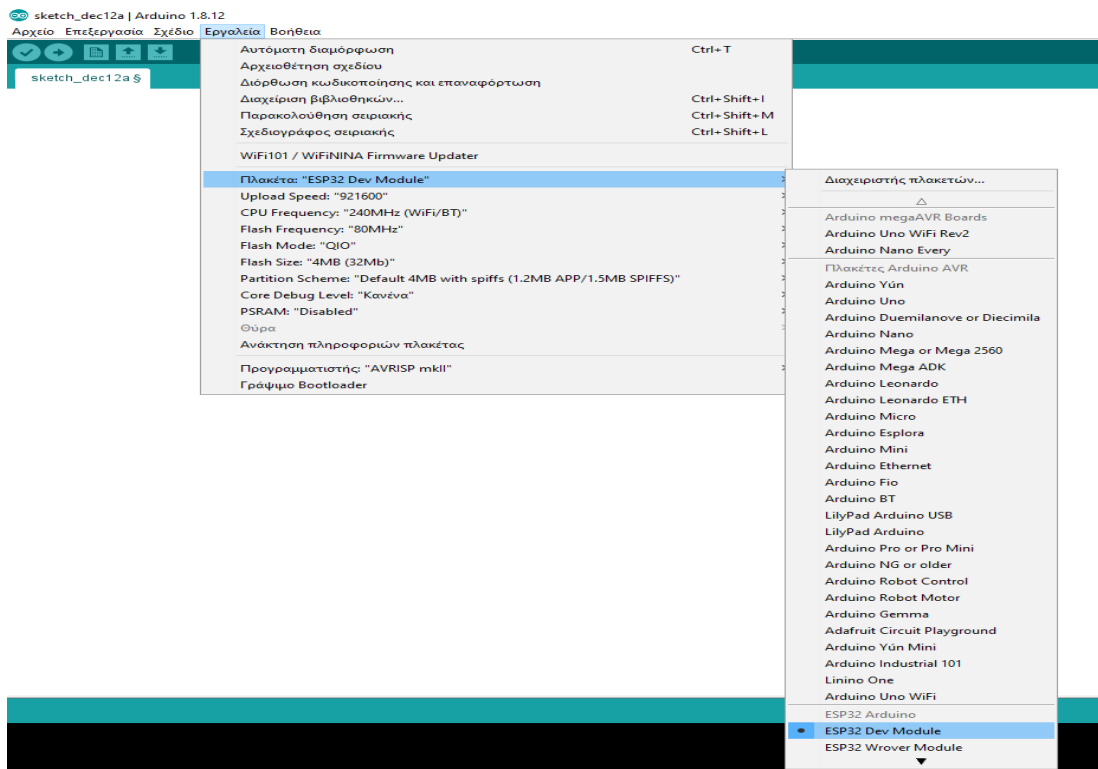 sketch_dec12a | Arduino 1.8.12
Αρχείο Επεξεργασία Σχέδιο Εργαλεία Βοήθεια
sketch_dec12a §
Αυτόματη διαμόρφωση Ctrl+T
Αρχειοθέτηση σχεδίου
Διόρθωση κωδικοποίησης και επαναφόρτωση
Διαχείριση βιβλιοθηκών... Ctrl+Shift+I
Παρακολούθηση σειριακής Ctrl+Shift+M
Σχεδιογράφος σειριακής Ctrl+Shift+L
WiFi101 / WiFiNINA Firmware Updater
Πλακέτα: "ESP32 Dev Module"
Upload Speed: "921600"
CPU Frequency: "240MHz (WiFi/BT)"
Flash Frequency: "80MHz"
Flash Mode: "QIO"
Flash Size: "4MB (32Mb)"
Partition Scheme: "Default 4MB with spiffs (1.2MB APP/1.5MB SPIFFS)"
Core Debug Level: "Κανένα"
PSRAM: "Disabled"
Θύρα
Ανάκτηση πληροφοριών πλακέτας
Προγραμματιστής: "AVRISP mkII"
Γράψιμο Bootloader
Διαχειριστής πλακετών...
Arduino megaAVR Boards
Arduino Uno WiFi Rev2
Arduino Nano Every
Πλακέτες Arduino AVR
Arduino Yún
Arduino Uno
Arduino Duemilanove or Diecimila
Arduino Nano
Arduino Mega or Mega 2560
Arduino Mega ADK
Arduino Leonardo
Arduino Leonardo ETH
Arduino Micro
Arduino Esplora
Arduino Mini
Arduino Ethernet
Arduino Fio
Arduino BT
LilyPad Arduino USB
LilyPad Arduino
Arduino Pro or Pro Mini
Arduino NG or older
Arduino Robot Control
Arduino Robot Motor
Arduino Gemma
Adafruit Circuit Playground
Arduino Yún Mini
Arduino Industrial 101
Linino One
Arduino Uno WiFi
ESP32 Arduino
ESP32 Dev Module
ESP32 Wrover Module